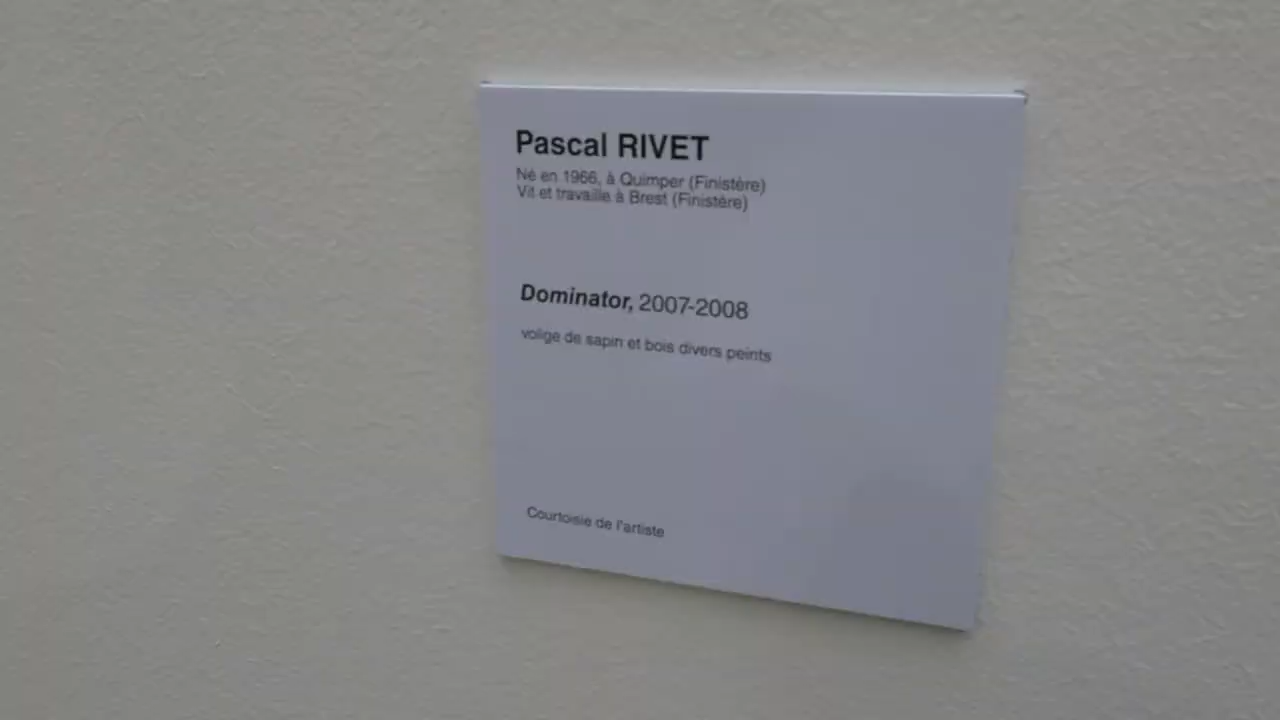 Pascal RIVET
Né en 1966, à Quimper (Finistère)
Vit et travaille à Brest (Finistère)
Dominator, 2007-2008
volige de sapin et bois divers peints
Courtoisie de l'artiste